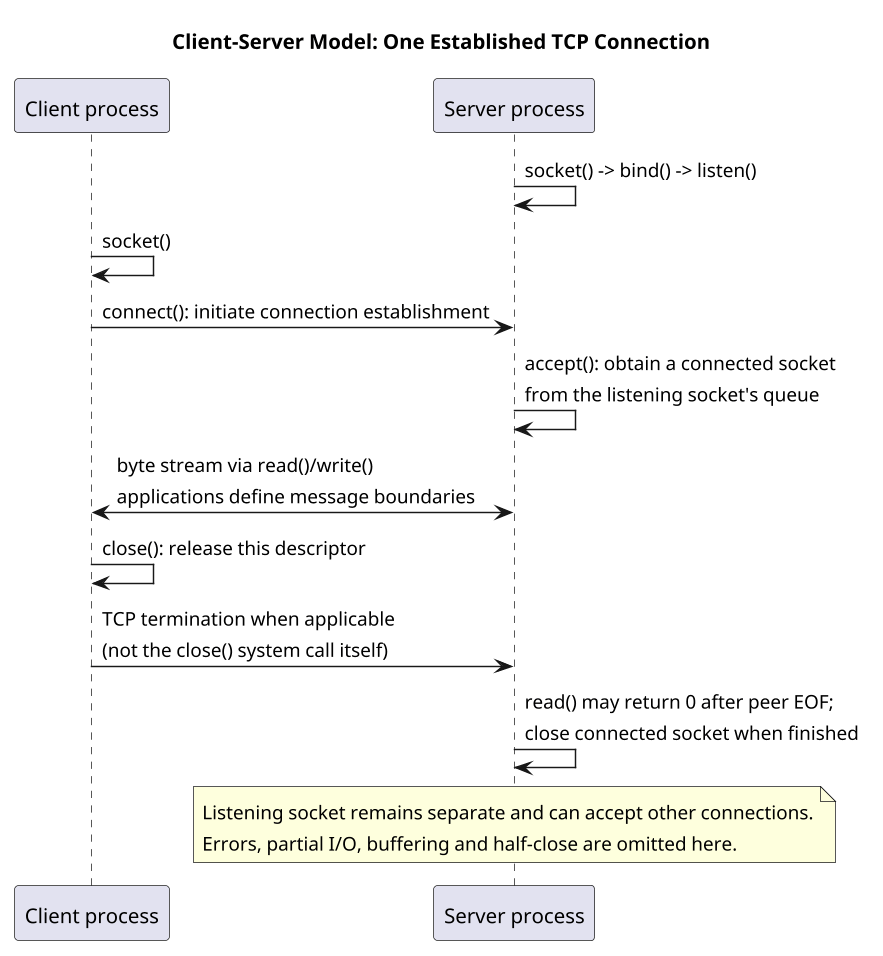 Client-Server Model: One Established TCP Connection
Client process
Server process
socket() -> bind() -> listen()
socket()
connect(): initiate connection establishment
accept(): obtain a connected socket
from the listening socket's queue
byte stream via read()/write()
applications define message boundaries
close(): release this descriptor
TCP termination when applicable
(not the close() system call itself)
read() may return 0 after peer EOF;
close connected socket when finished
Listening socket remains separate and can accept other connections.
Errors, partial I/O, buffering and half-close are omitted here.
Client process
Server process